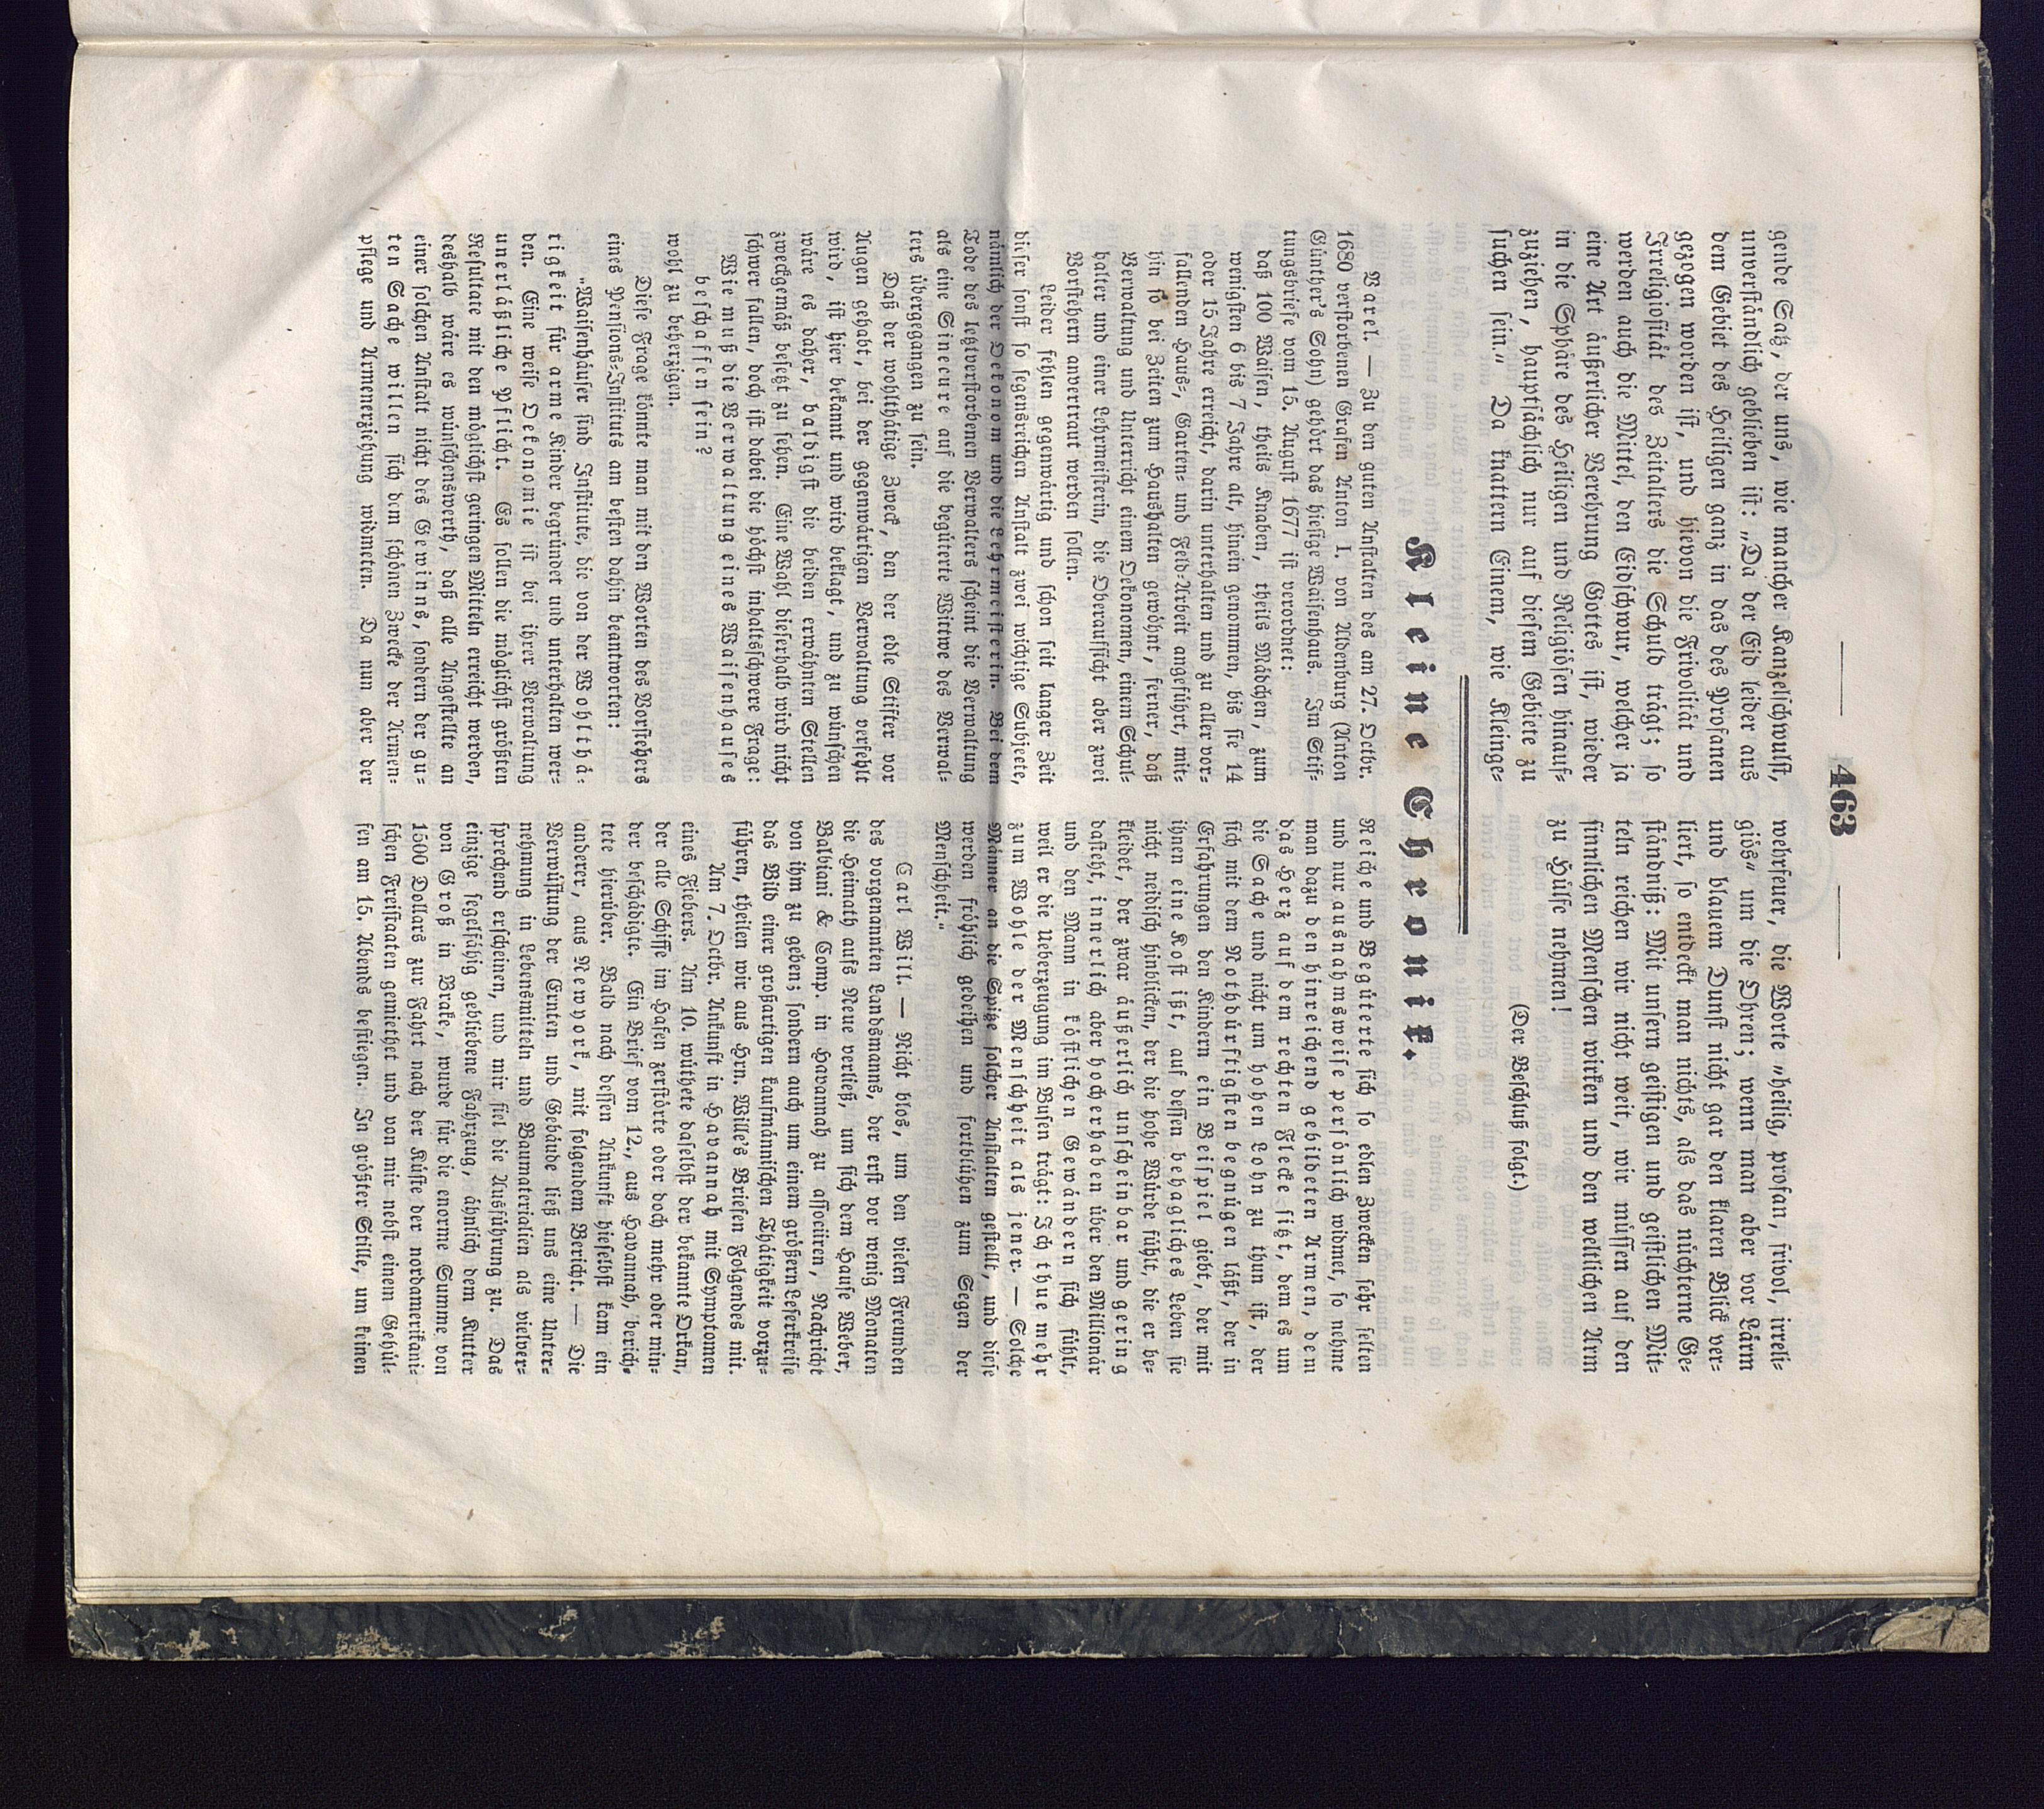 — 463 —
gende Satz, der uns, wie mancher Kanzelschwulst,
unverständlich geblieben ist: „Da der Eid leider aus
dem Gebiet des Heiligen ganz in das des Profanen
gezogen worden ist, und hievon die Frivolität und
Irreligiosität des Zeitalters die Schuld trägt; so
werden auch die Mittel, den Eidschwur, welcher ja
eine Art äußerlicher Verehrung Gottes ist, wieder
in die Sphäre des Heiligen und Religiösen hinauf=
zuziehen, hauptsächlich nur auf diesem Gebiete zu
suchen sein.“ Da knattern Einem, wie Kleinge=
wehrfeuer, die Worte „heilig, profan, frivol, irreli=
giös“ um die Ohren; wenn man aber vor Lärm
und blauem Dunst nicht gar den klaren Blick ver=
liert, so entdeckt man nichts, als das nüchterne Ge=
ständniß: Mit unsern geistigen und geistlichen Mit=
teln reichen wir nicht weit, wir müssen auf den
sinnlichen Menschen wirken und den weltlichen Arm
zu Hülfe nehmen!
(Der Beschluß folgt.)
Kleine Chronik.
Varel. — Zu den guten Anstalten des am 27. Octbr.
1680 verstorbenen Grafen Anton I. von Aldenburg (Anton
Günther's Sohn) gehört das hiesige Waisenhaus. Im Stif=
tungsbriefe vom 15. August 1677 ist verordnet:
daß 100 Waisen, theils Knaben, theils Mädchen, zum
wenigsten 6 bis 7 Jahre alt, hinein genommen, bis sie 14
oder 15 Jahre erreicht, darin unterhalten und zu aller vor=
fallenden Haus=, Garten= und Feld=Arbeit angeführt, mit=
hin so bei Zeiten zum Haushalten gewöhnt, ferner, daß
Verwaltung und Unterricht einem Oekonomen, einem Schul=
halter und einer Lehrmeisterin, die Oberaufsicht aber zwei
Vorstehern anvertraut werden sollen.
Leider fehlen gegenwärtig und schon seit langer Zeit
dieser sonst so segensreichen Anstalt zwei wichtige Subjecte,
nämlich der Oekonom und die Lehrmeisterin. Bei dem
Tode des letztverstorbenen Verwalters scheint die Verwaltung
als eine Sinecure auf die begüterte Wittwe des Verwal=
ters übergegangen zu sein.
Daß der wohlthätige Zweck, den der edle Stifter vor
Augen gehabt, bei der gegenwärtigen Verwaltung verfehlt
wird, ist hier bekannt und wird beklagt, und zu wünschen
wäre es daher, baldigst die beiden erwähnten Stellen
zweckgemäß besetzt zu sehen. Eine Wahl dieserhalb wird nicht
schwer fallen, doch ist dabei die höchst inhaltsschwere Frage:
Wie muß die Verwaltung eines Waisenhauses
beschaffen sein?
wohl zu beherzigen.
Diese Frage könnte man mit den Worten des Vorstehers
eines Pensions=Institutes am besten dahin beantworten:
„Waisenhäuser sind Institute, die von der Wohlthä=
tigkeit für arme Kinder begründet und unterhalten wer=
den. Eine weise Oekonomie ist bei ihrer Verwaltung
unerläßliche Pflicht. Es sollen die möglichst größten
Resultate mit den möglichst geringen Mitteln erreicht werden,
deshalb wäre es wünschenswerth, daß alle Angestellte an
einer solchen Anstalt nicht des Gewinns, sondern der gu=
ten Sache willen sich dem schönen Zwecke der Armen=
pflege und Armenerziehung widmeten. Da nun aber der
Reiche und Begüterte sich so edlen Zwecken sehr selten
und nur ausnahmsweise persönlich widmet, so nehme
man dazu den hinreichend gebildeten Armen, dem
das Herz auf dem rechten Flecke sitzt, dem es um
die Sache und nicht um hohen Lohn zu thun ist, der
sich mit dem Nothdürftigsten begnügen läßt, der in
Erfahrungen den Kindern ein Beispiel giebt, der mit
ihnen eine Kost ißt, auf dessen behagliches Leben sie
nicht neidisch hinblicken, der die hohe Würde fühlt, die er be=
kleidet, der zwar äußerlich unscheinbar und gering
dasteht, innerlich aber hocherhaben über den Millionär
und den Mann in köstlichen Gewändern sich fühlt,
weil er die Ueberzeugung im Busen trägt: Ich thue mehr
zum Wohle der Menschheit als jener. — Solche
Männer an die Spitze solcher Anstalten gestellt, und diese
werden fröhlich gedeihen und fortblühen zum Segen der
Menschheit.“
Carl Will. — Nicht blos, um den vielen Freunden
des vorgenannten Landsmanns, der erst vor wenig Monaten
die Heimath aufs Neue verließ, um sich dem Hause Weber,
Balbiani & Comp. in Havannah zu associiren, Nachricht
von ihm zu geben; sondern auch um einem größern Leserkreise
das Bild einer großartigen kaufmännischen Thätigkeit vorzu=
führen, theilen wir aus Hrn. Wille's Briefen Folgendes mit.
Am 7. Octbr. Ankunft in Havannah mit Symptomen
eines Fiebers. Am 10. wüthete daselbst der bekannte Orkan,
der alle Schiffe im Hafen zerstörte oder doch mehr oder min=
der beschädigte. Ein Brief vom 12., aus Havannah, berich=
tete hierüber. Bald nach dessen Ankunft hieselbst kam ein
anderer, aus Newyork, mit folgendem Bericht. — Die
Verwüstung der Ernten und Gebäude ließ uns eine Unter=
nehmung in Lebensmitteln und Baumaterialien als vielver=
sprechend erscheinen, und mir fiel die Ausführung zu. Das
einzige segelfähig gebliebene Fahrzeug, ähnlich dem Kutter
von Groß in Brake, wurde für die enorme Summe von
1500 Dollars zur Fahrt nach der Küste der nordamerikani=
schen Freistaaten gemiethet und von mir nebst einem Gehül=
fen am 15. Abends bestiegen. In größter Stille, um keinen